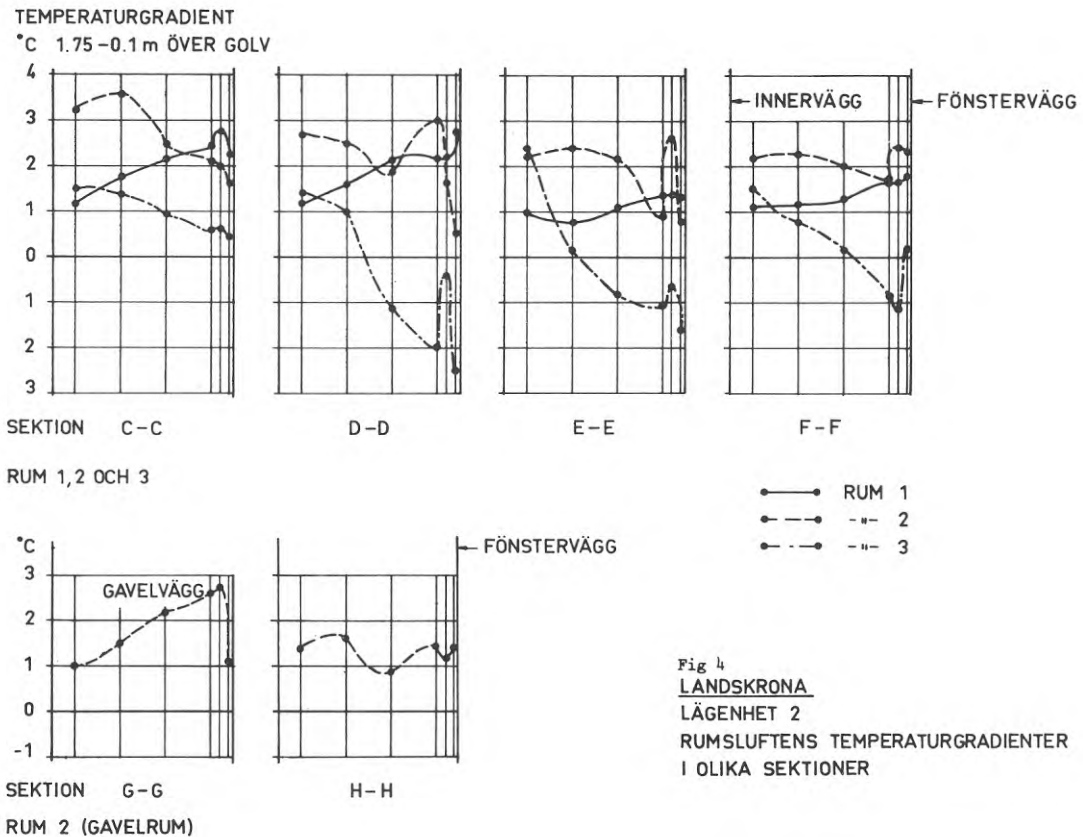 TEMPERATURGRADIENT
°C 1.75-0.1 m ÖVER GOLV
4
3
2
1
0
1
2
3
INNERVÄGG
FÖNSTERVÄGG
SEKTION C-C D-D E-E F-F
RUM 1,2 OCH 3
RUM 1
-"- 2
-"- 3
°C
3
2
1
0
-1
GAVELVÄGG
FÖNSTERVÄGG
SEKTION G-G H-H
RUM 2 (GAVELRUM)
Fig 4
LANDSKRONA
LÄGENHET 2
RUMSLUFTENS TEMPERATURGRADIENTER
I OLIKA SEKTIONER